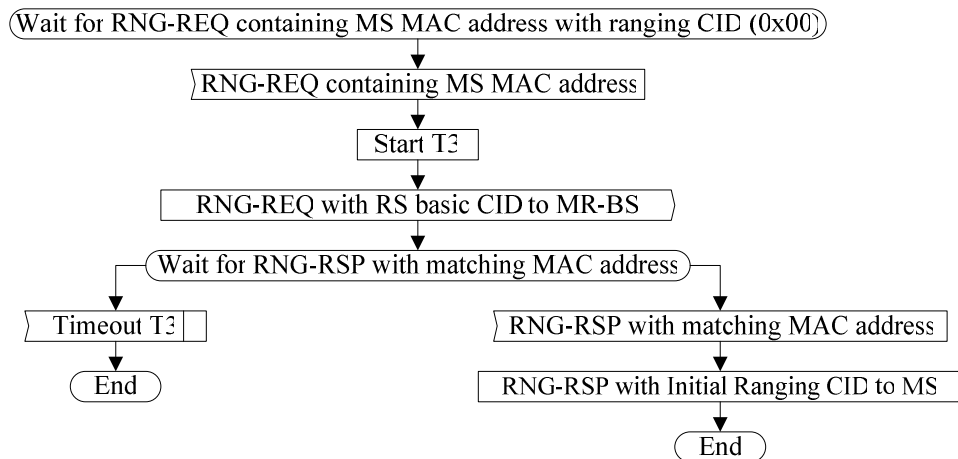 Wait for RNG-REQ containing MS MAC address with ranging CID (0x00)
RNG-REQ containing MS MAC address
Start T3
RNG-REQ with RS basic CID to MR-BS
Wait for RNG-RSP with matching MAC address
Timeout T3
RNG-RSP with matching MAC address
End
RNG-RSP with Initial Ranging CID to MS
End